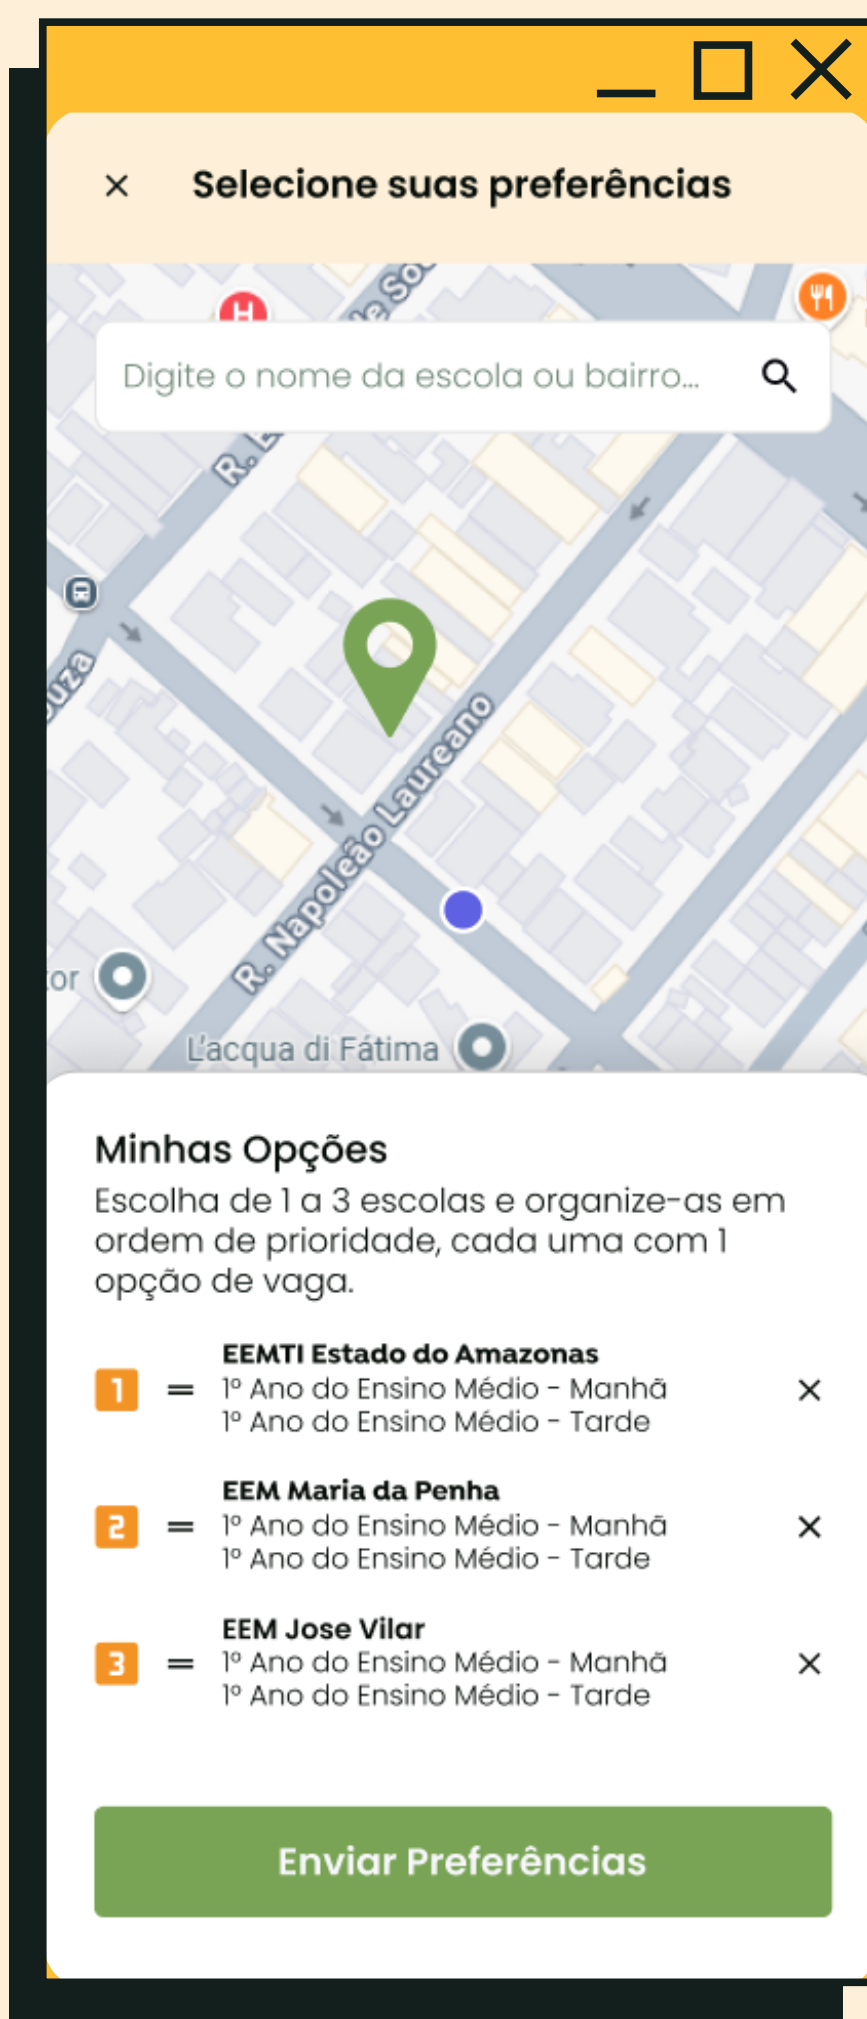 Selecione suas preferências
H
de Sou
Digite o nome da escola ou bairro...
R.
ouza
R. Napoleão Laureano
tor
L'acqua di Fátima
Minhas Opções
Escolha de 1 a 3 escolas e organize-as em
ordem de prioridade, cada uma com 1
opção de vaga.
EEMTI Estado do Amazonas
1 = 1º Ano do Ensino Médio - Manhã
1º Ano do Ensino Médio - Tarde
EEM Maria da Penha
2 = 1º Ano do Ensino Médio - Manhã
1º Ano do Ensino Médio - Tarde
EEM Jose Vilar
3 = 1º Ano do Ensino Médio - Manhã
1º Ano do Ensino Médio - Tarde
Enviar Preferências